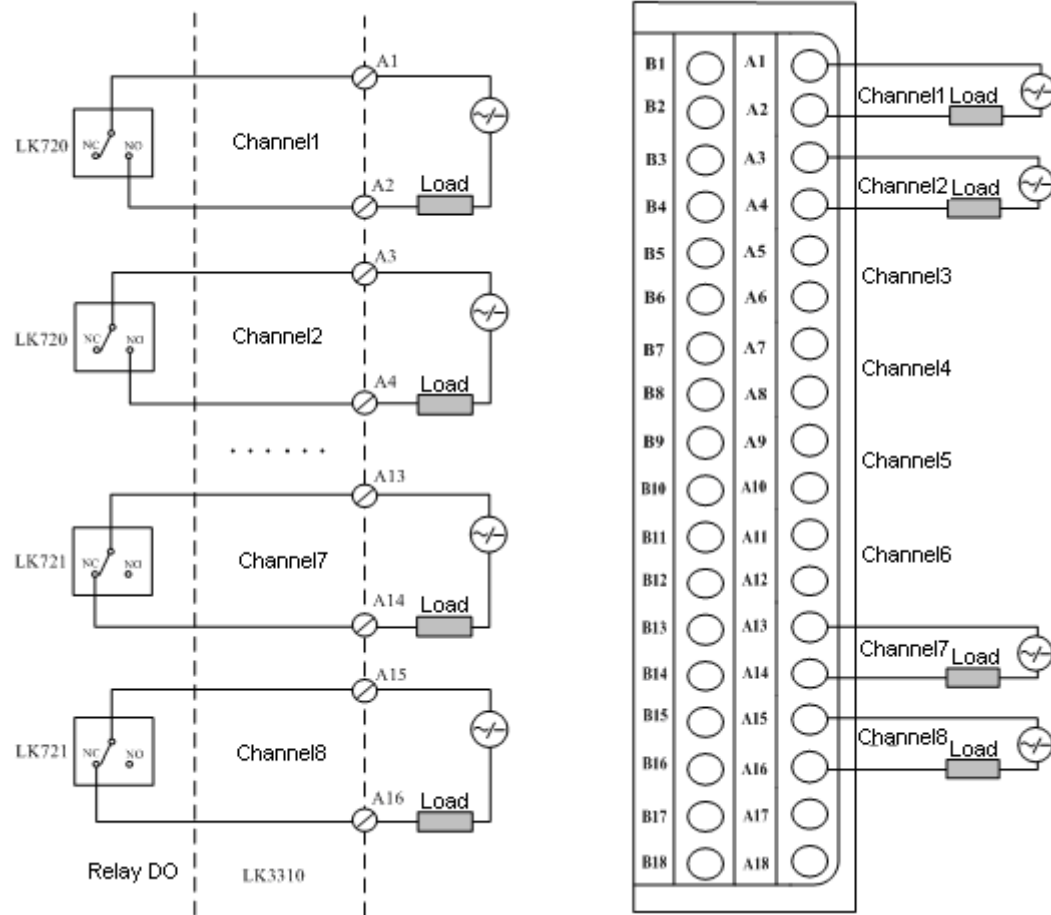 A1
LK720
NC
NO
Channel1
A2
Load
A3
LK720
NC
NO
Channel2
A4
Load
· · · · · ·
A13
LK721
NC
NO
Channel7
A14
Load
A15
LK721
NC
NO
Channel8
A16
Load
Relay DO
LK3310
B1 A1
Channel1 Load
B2 A2
B3 A3
Channel2 Load
B4 A4
B5 A5
Channel3
B6 A6
B7 A7
Channel4
B8 A8
B9 A9
Channel5
B10 A10
B11 A11
Channel6
B12 A12
B13 A13
Channel7 Load
B14 A14
B15 A15
Channel8 Load
B16 A16
B17 A17
B18 A18